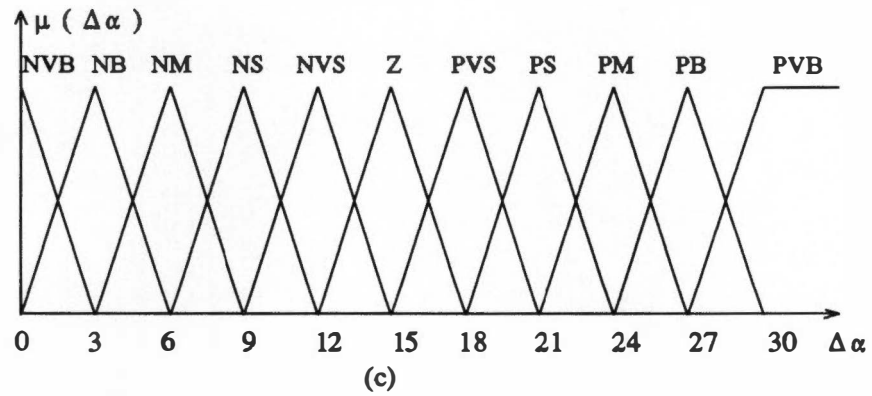 μ ( Δα )
NVB NB NM NS NVS Z PVS PS PM PB PVB
0 3 6 9 12 15 18 21 24 27 30 Δα
(c)